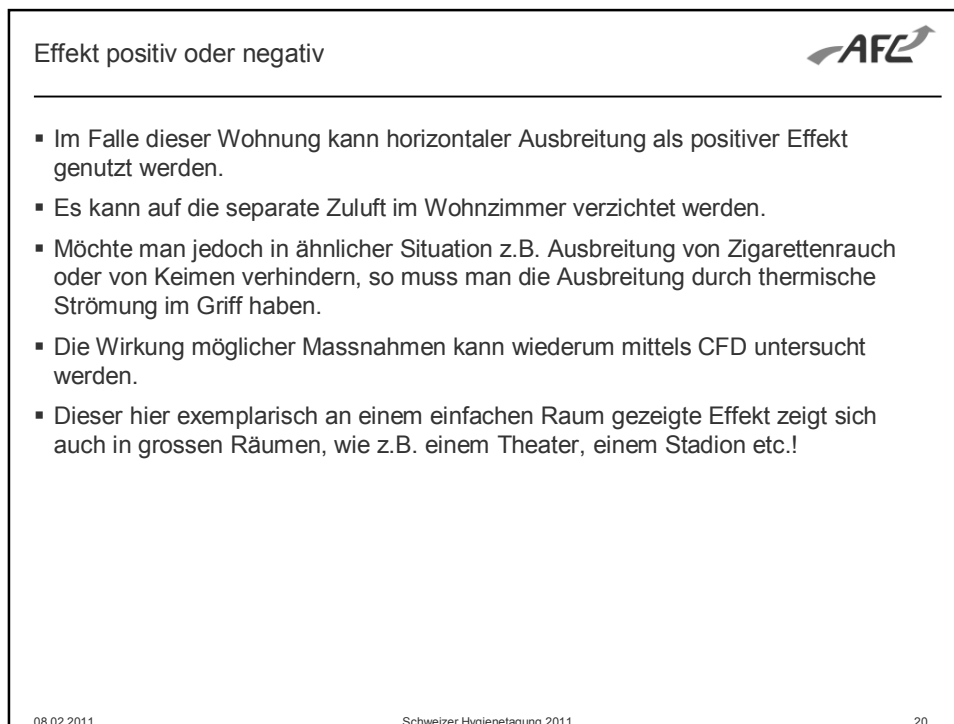 Effekt positiv oder negativ
AFC
▪ Im Falle dieser Wohnung kann horizontaler Ausbreitung als positiver Effekt
genutzt werden.
▪ Es kann auf die separate Zuluft im Wohnzimmer verzichtet werden.
▪ Möchte man jedoch in ähnlicher Situation z.B. Ausbreitung von Zigarettenrauch
oder von Keimen verhindern, so muss man die Ausbreitung durch thermische
Strömung im Griff haben.
▪ Die Wirkung möglicher Massnahmen kann wiederum mittels CFD untersucht
werden.
▪ Dieser hier exemplarisch an einem einfachen Raum gezeigte Effekt zeigt sich
auch in grossen Räumen, wie z.B. einem Theater, einem Stadion etc.!
08.02.2011 Schweizer Hygienetagung 2011 20